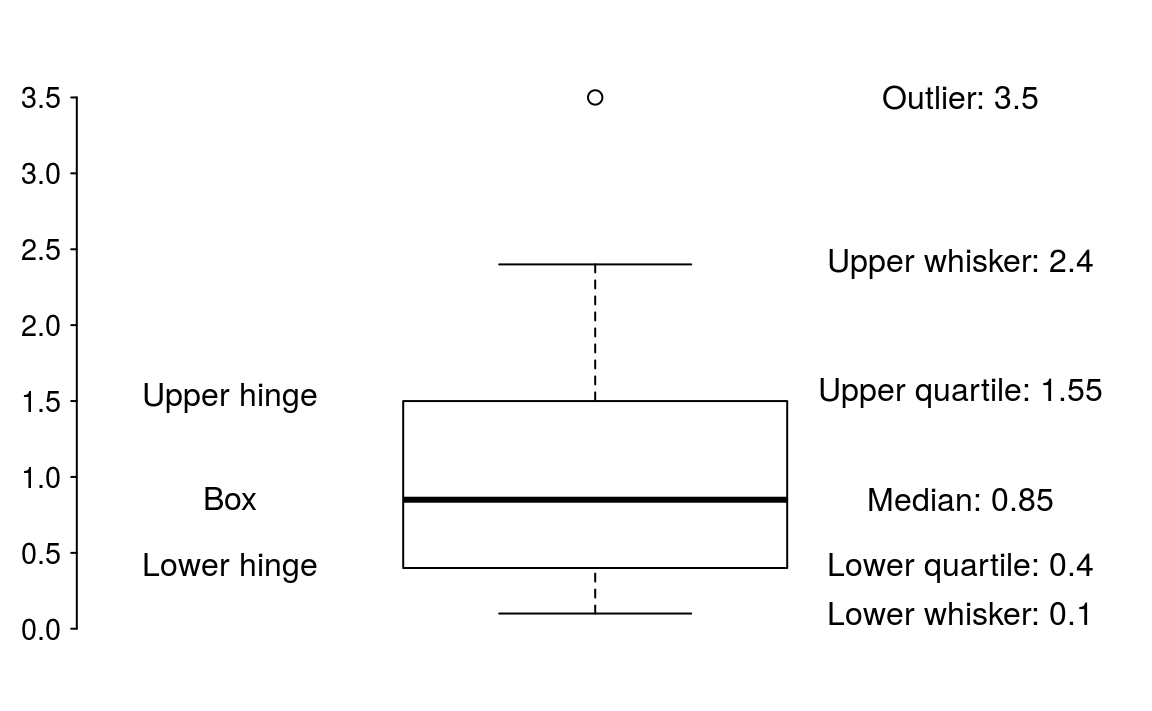 3.5
Outlier: 3.5
3.0
2.5
Upper whisker: 2.4
2.0
Upper hinge
Upper quartile: 1.55
1.5
1.0
Box
Median: 0.85
0.5
Lower hinge
Lower quartile: 0.4
Lower whisker: 0.1
0.0